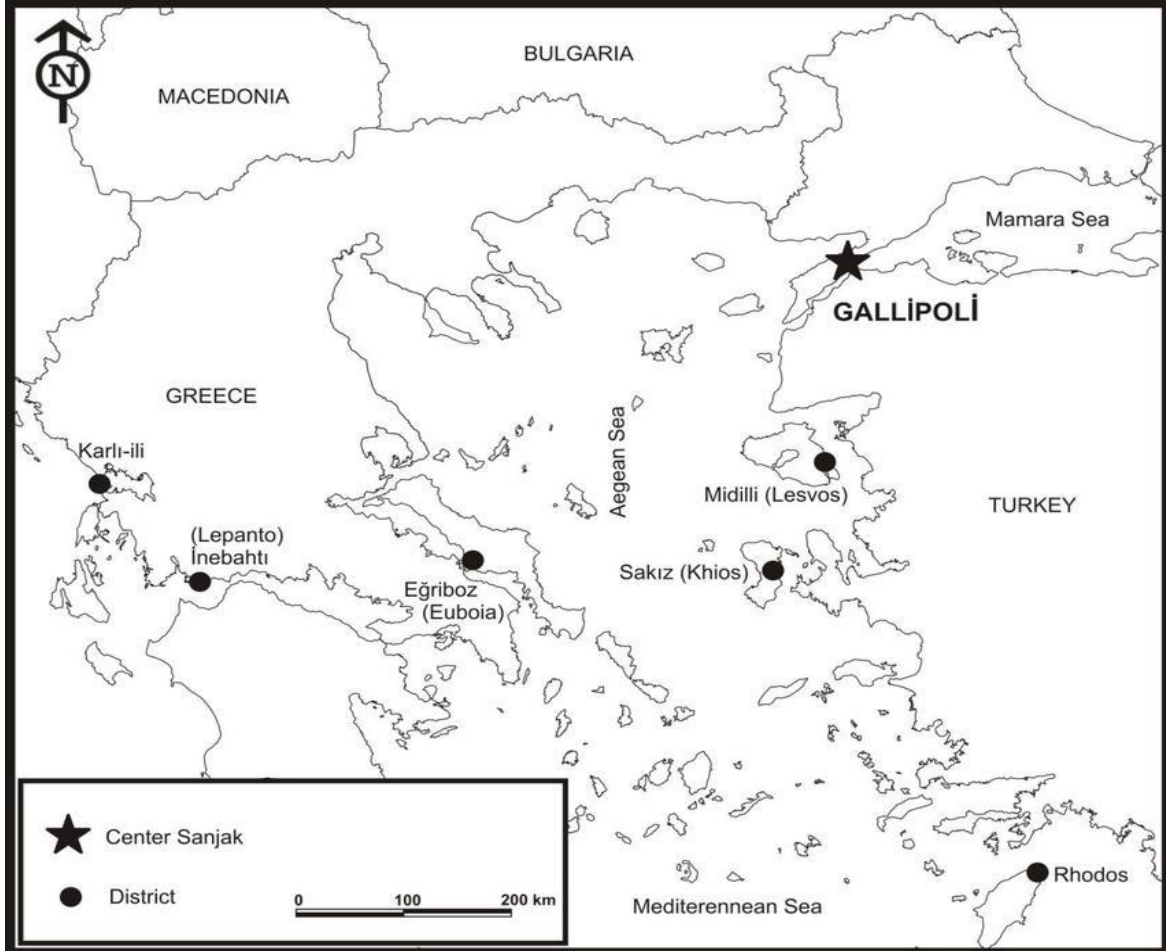 N
BULGARIA
MACEDONIA
Mamara Sea
GALLİPOLİ
GREECE
Aegean Sea
Karlı-ili
Midilli (Lesvos)
TURKEY
(Lepanto)
İnebahtı
Sakız (Khios)
Eğriboz
(Euboia)
Center Sanjak
District
0 100 200 km
Rhodos
Mediterennean Sea